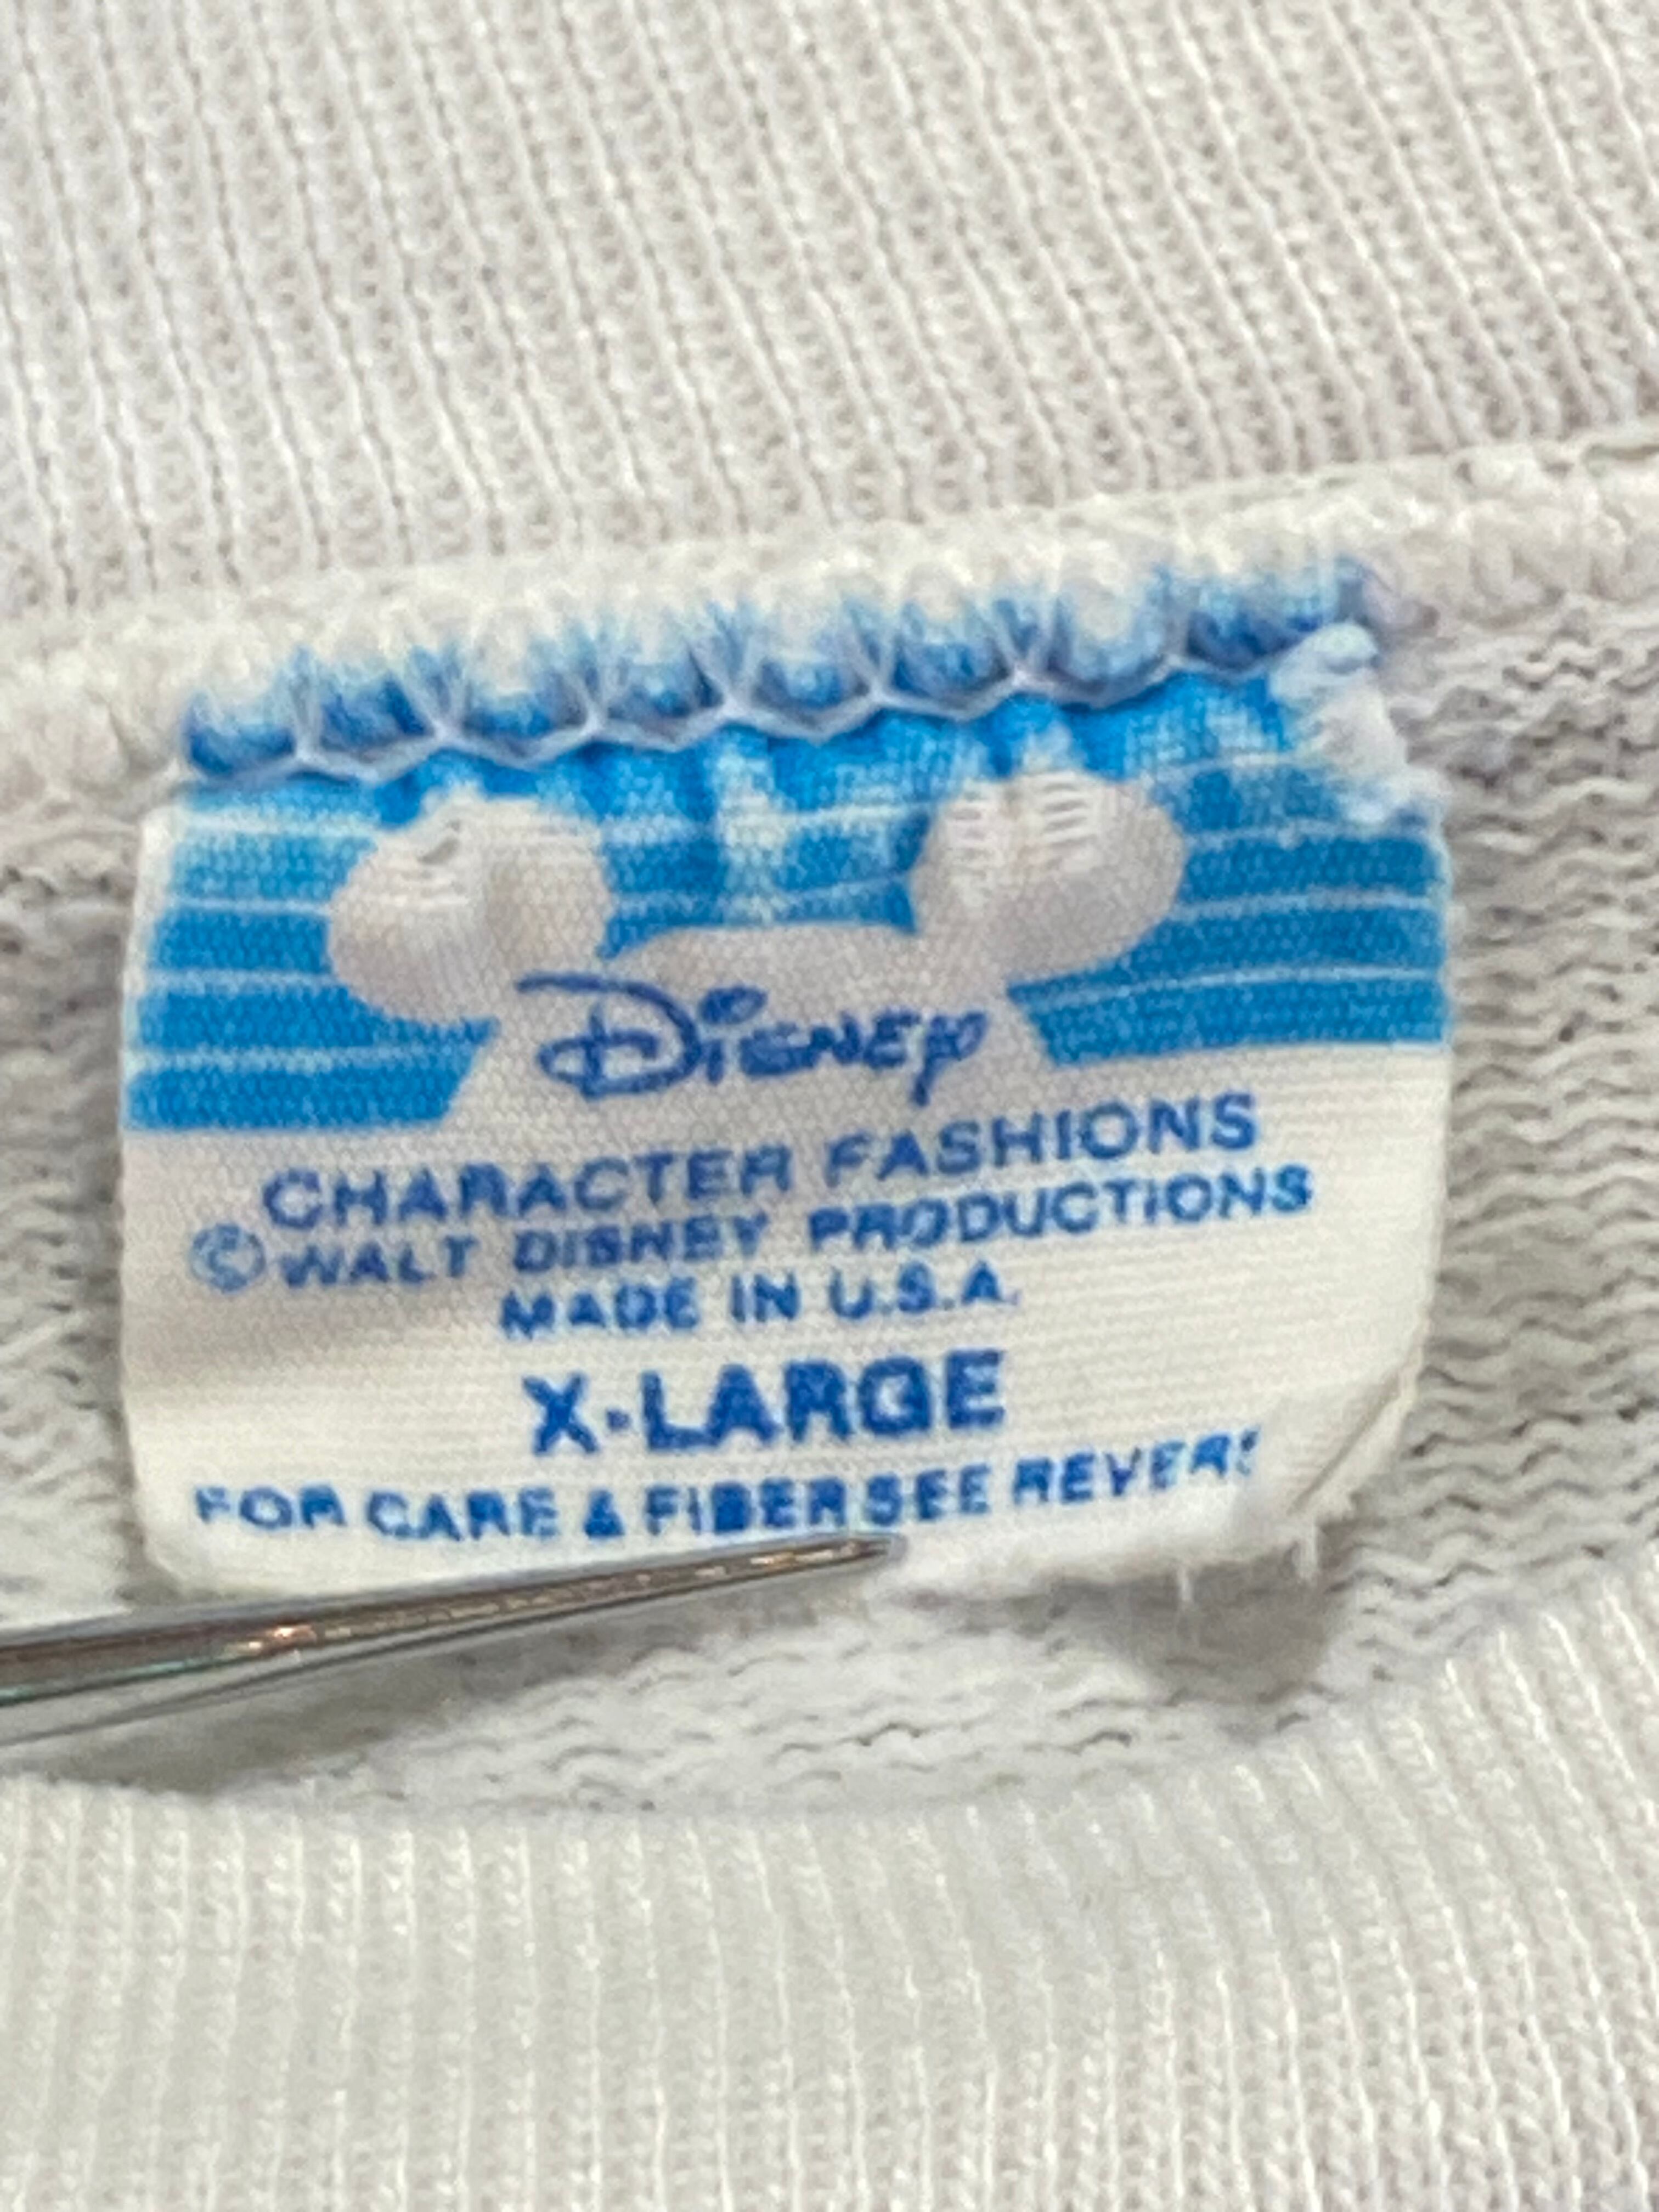 Disney
CHARACTER FASHIONS
© WALT DISNEY PRODUCTIONS
MADE IN U.S.A.
X-LARGE
FOR CARE & FIBER SEE REVERS